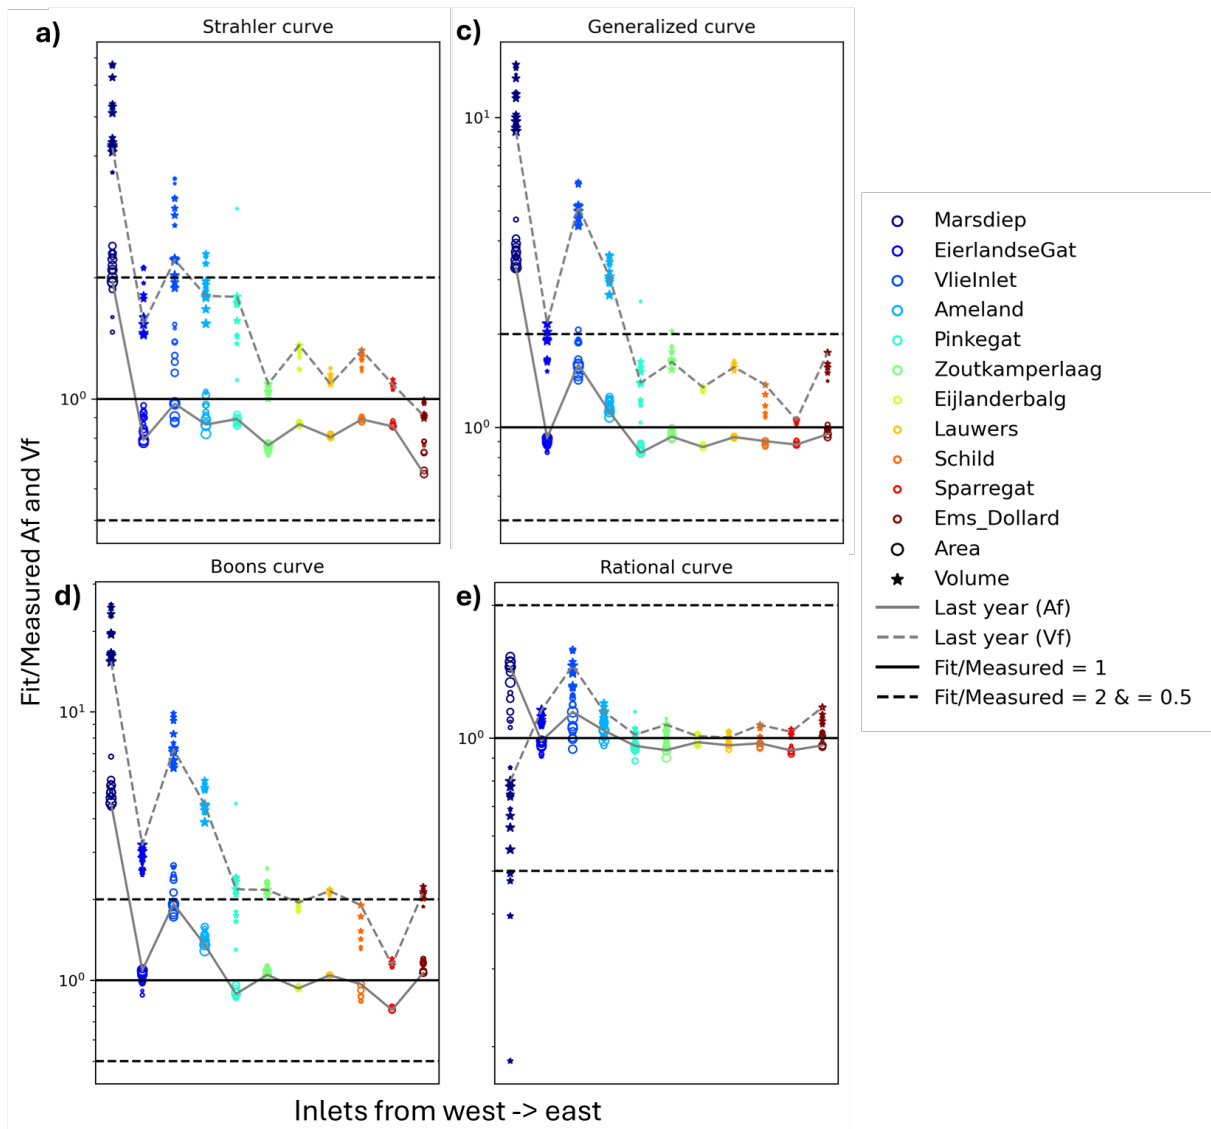 a)
Strahler curve
10⁰
c)
Generalized curve
10¹
10⁰
Fit/Measured Af and Vf
d)
Boons curve
10¹
10⁰
e)
Rational curve
10⁰
Inlets from west -> east
Marsdiep
EierlandseGat
VlieInlet
Ameland
Pinkegat
Zoutkamperlaag
Eijlanderbalg
Lauwers
Schild
Sparregat
Ems_Dollard
Area
Volume
Last year (Af)
Last year (Vf)
Fit/Measured = 1
Fit/Measured = 2 & = 0.5